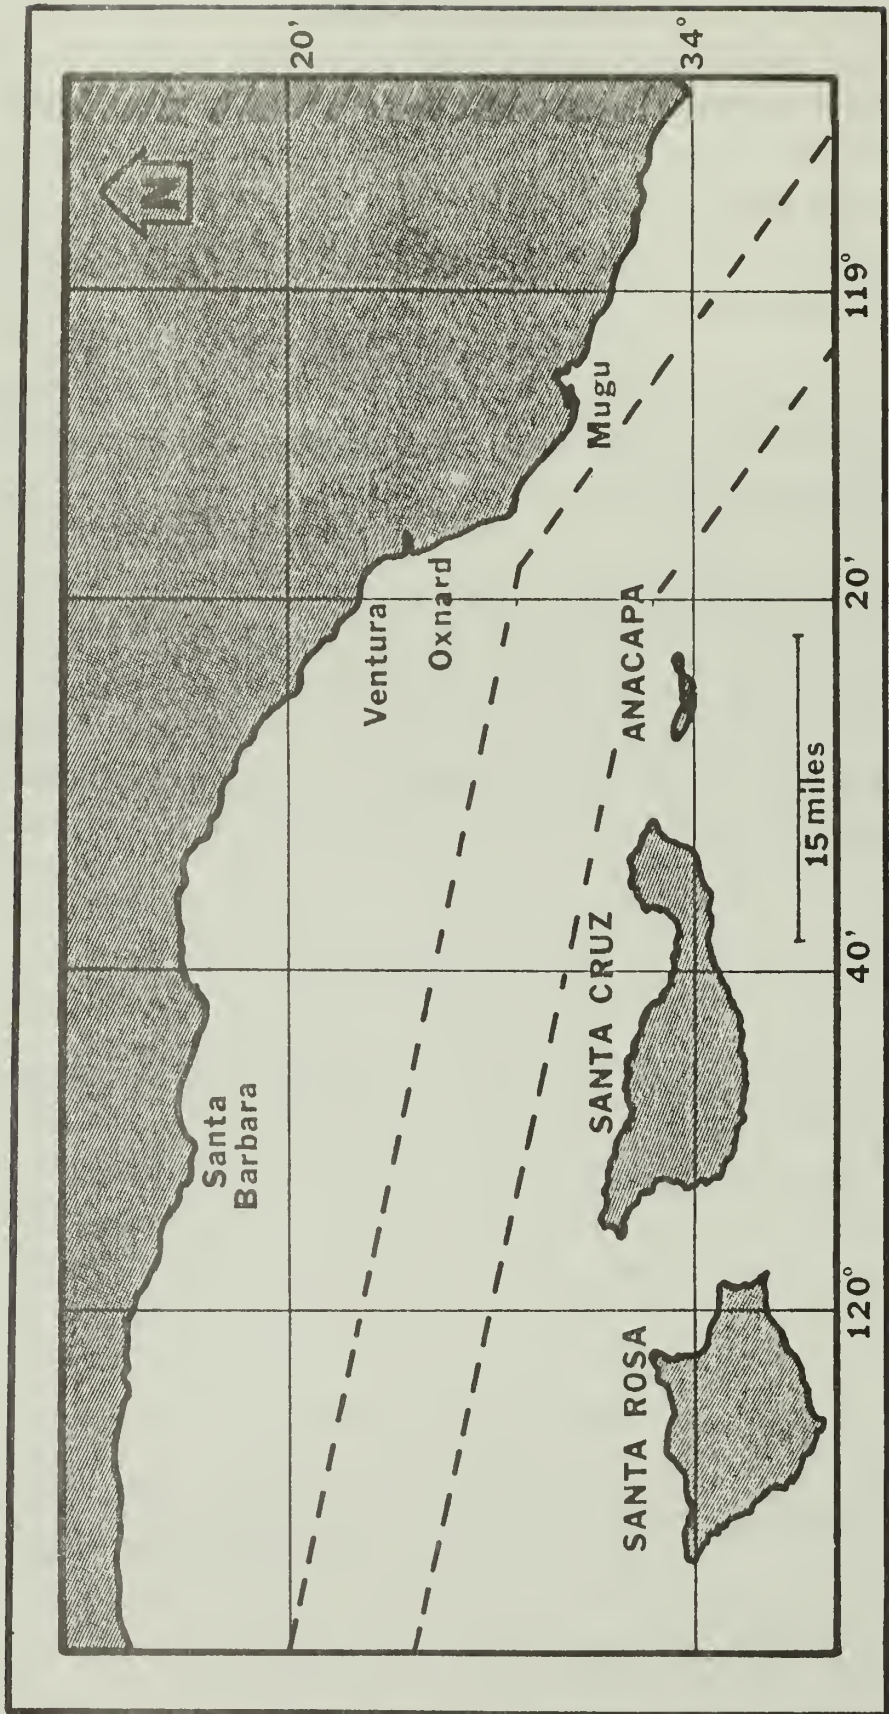 N
20'
34°
Santa
Barbara
Ventura
Oxnard
Mugu
SANTA ROSA
SANTA CRUZ
ANACAPA
15 miles
120°
40'
20'
119°